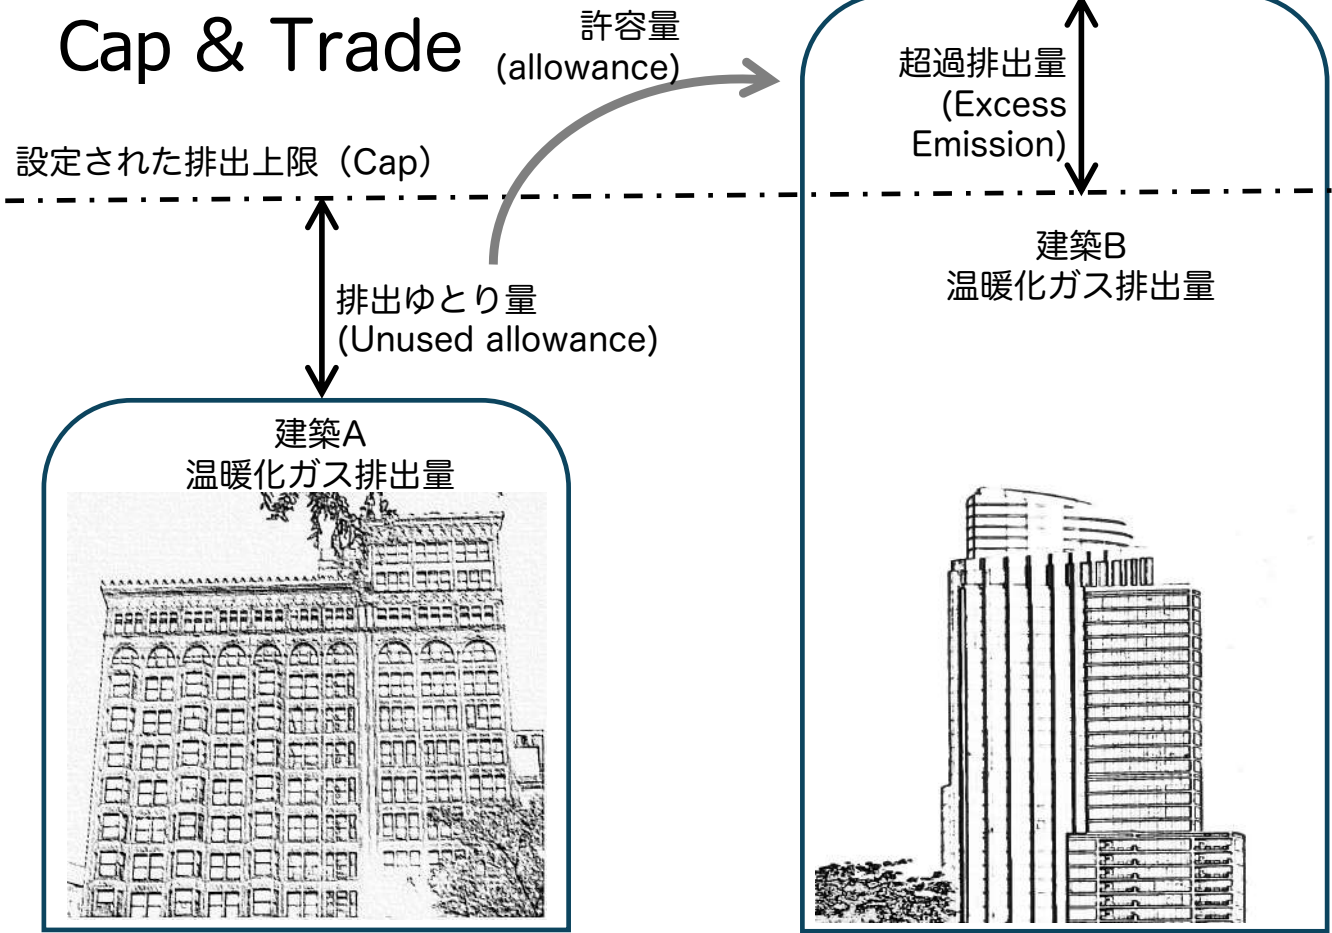 Cap & Trade
許容量
(allowance)
超過排出量
(Excess
Emission)
設定された排出上限（Cap）
建築B
温暖化ガス排出量
排出ゆとり量
(Unused allowance)
建築A
温暖化ガス排出量